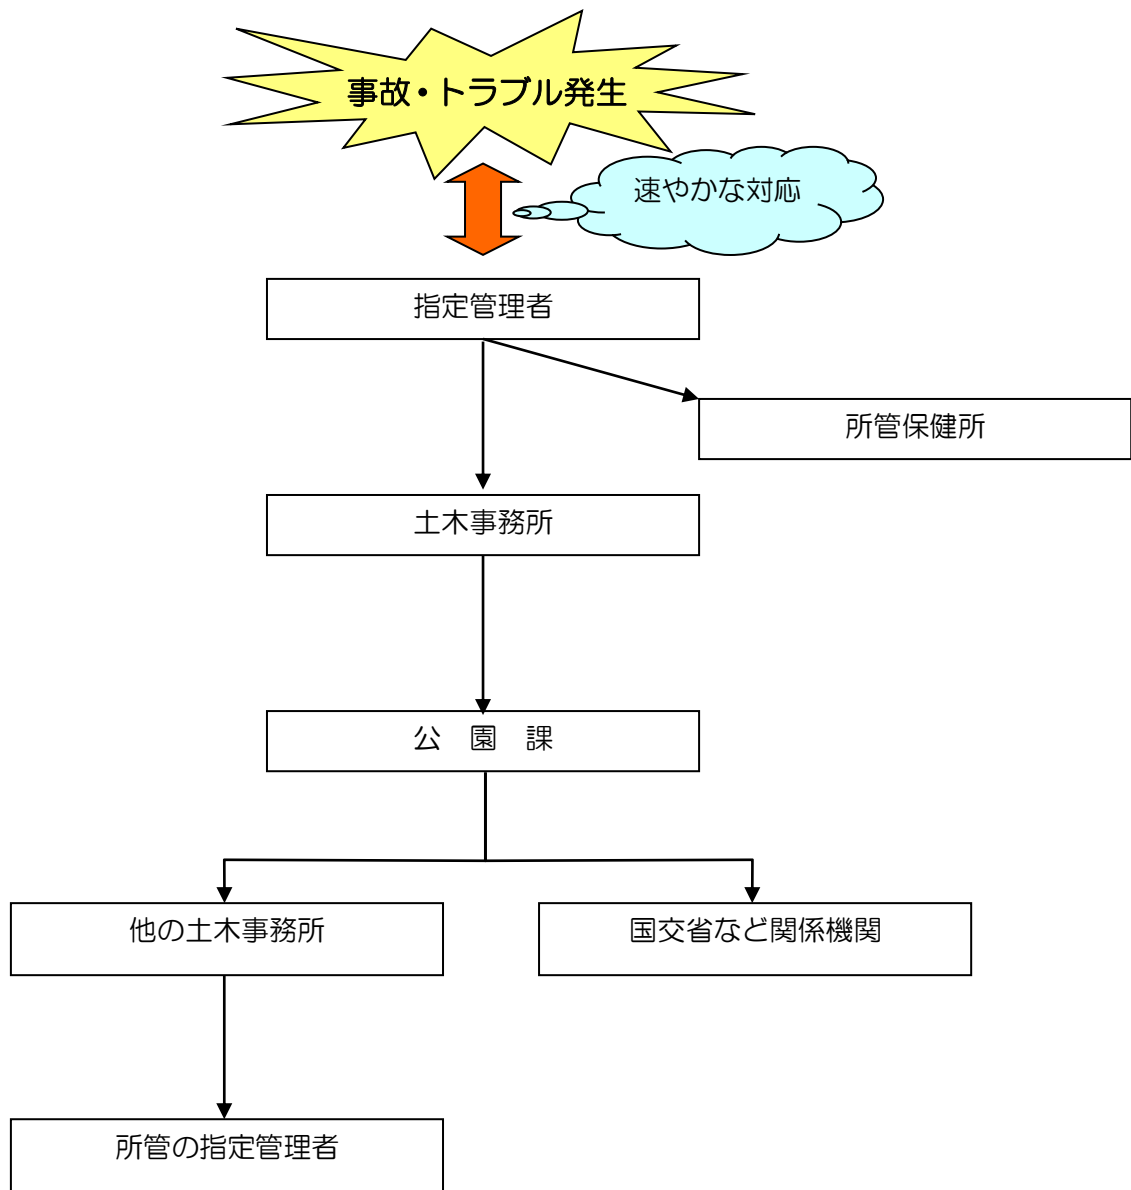 事故・トラブル発生
速やかな対応
指定管理者
所管保健所
土木事務所
公　園　課
他の土木事務所
国交省など関係機関
所管の指定管理者